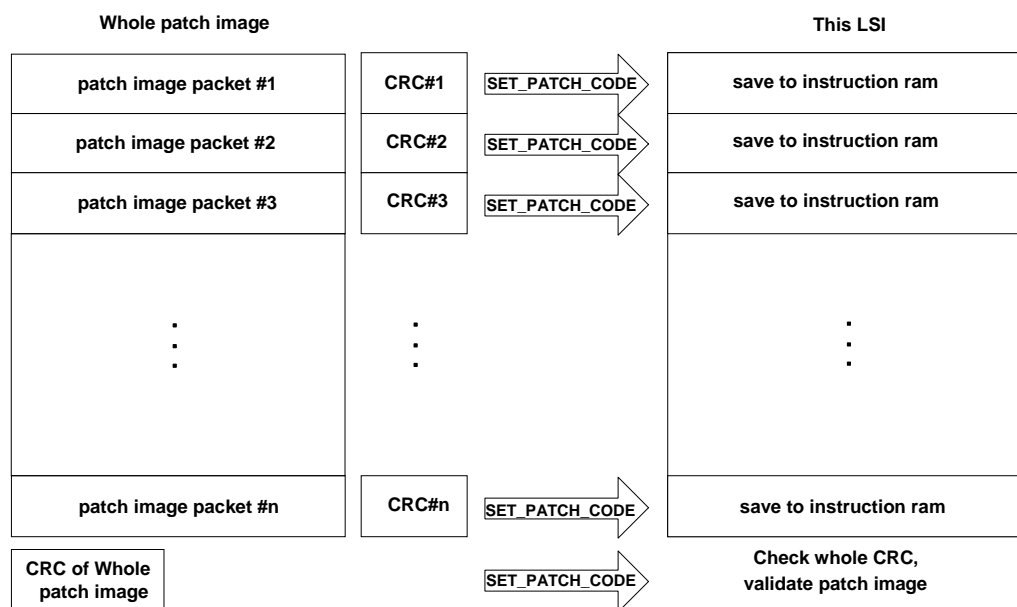 Whole patch image
This LSI
patch image packet #1
CRC#1
SET_PATCH_CODE
save to instruction ram
patch image packet #2
CRC#2
SET_PATCH_CODE
save to instruction ram
patch image packet #3
CRC#3
SET_PATCH_CODE
save to instruction ram
patch image packet #n
CRC#n
SET_PATCH_CODE
save to instruction ram
CRC of Whole
patch image
SET_PATCH_CODE
Check whole CRC,
validate patch image